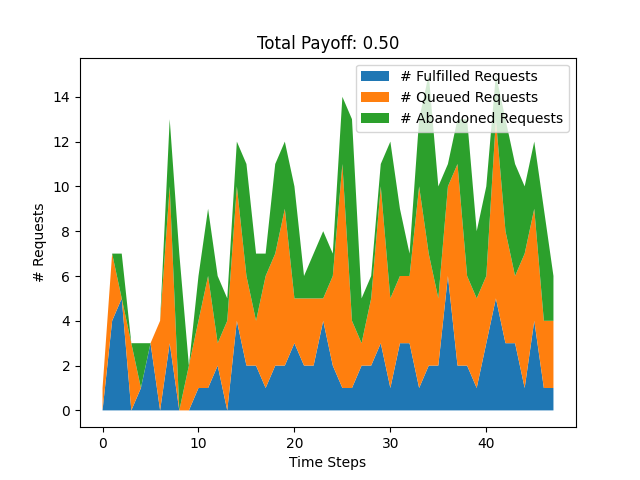 Total Payoff: 0.50
# Fulfilled Requests
# Queued Requests
# Abandoned Requests
14
12
10
8
6
4
2
0
# Requests
0 10 20 30 40
Time Steps